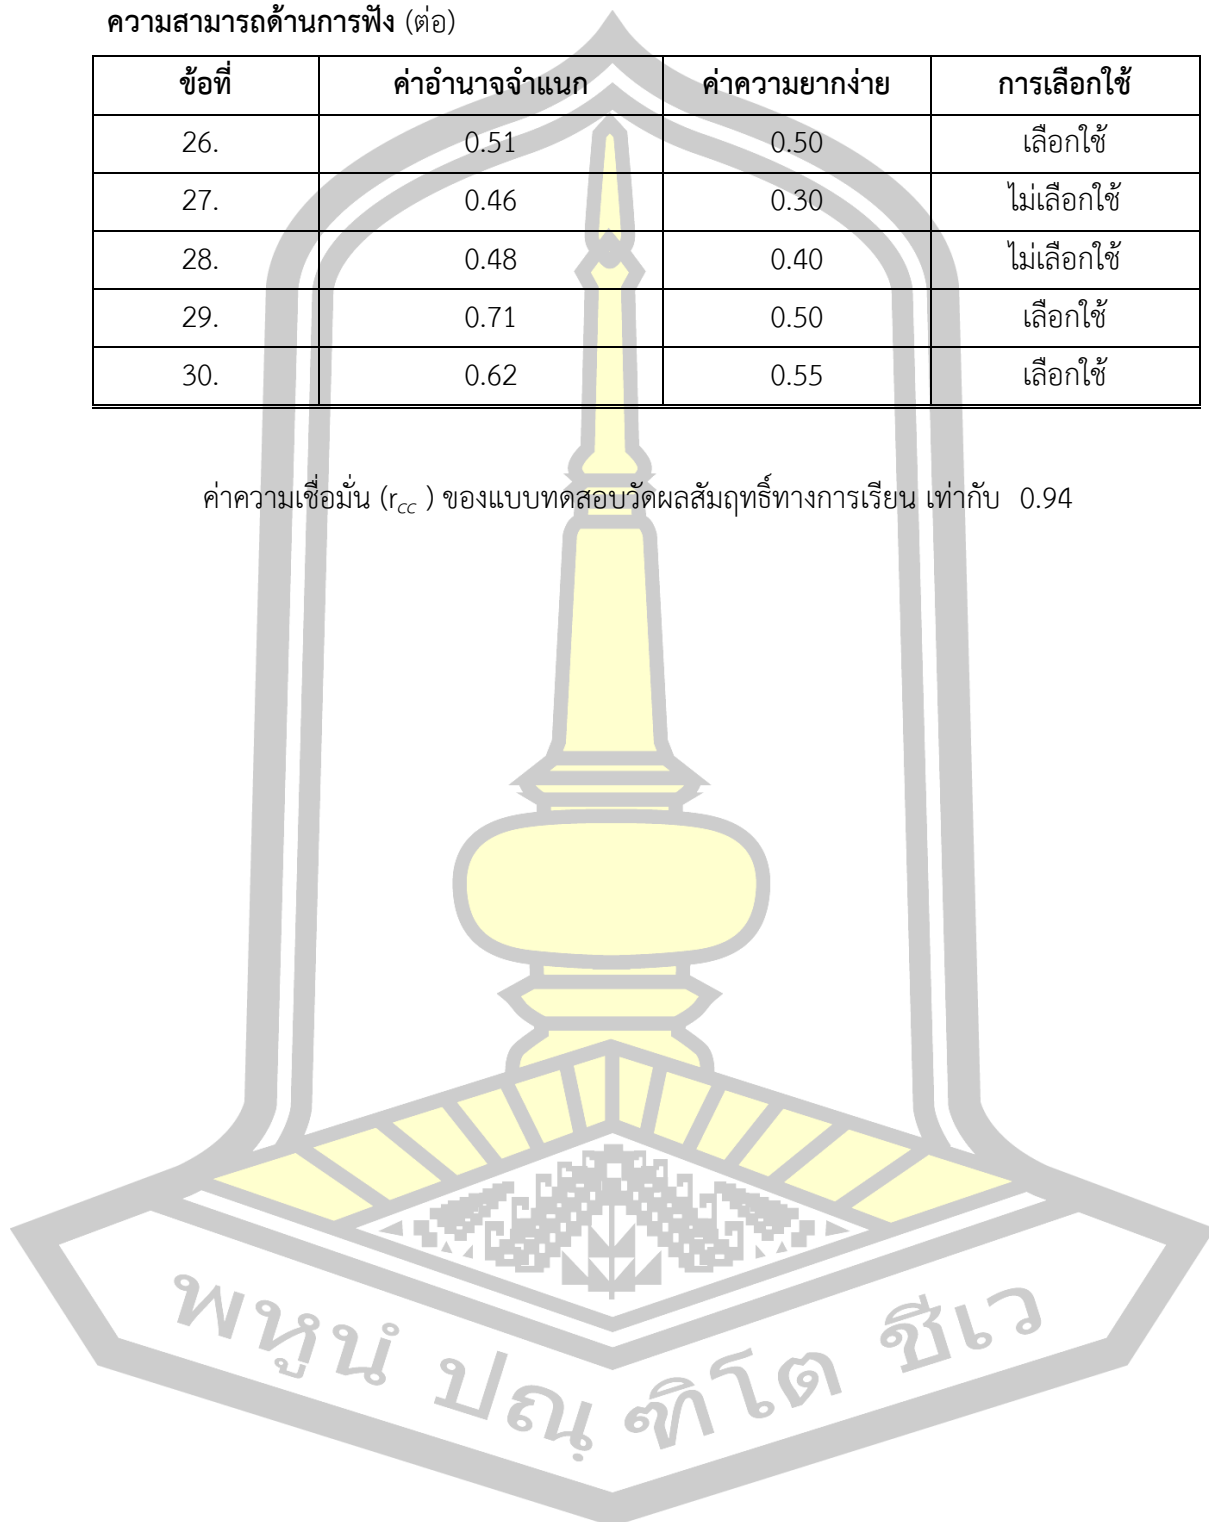 ความสามารถด้านการฟัง (ต่อ)
ข้อที่ ค่าอำนาจจำแนก ค่าความยากง่าย การเลือกใช้
26. 0.51 0.50 เลือกใช้
27. 0.46 0.30 ไม่เลือกใช้
28. 0.48 0.40 ไม่เลือกใช้
29. 0.71 0.50 เลือกใช้
30. 0.62 0.55 เลือกใช้
ค่าความเชื่อมั่น (rcc ) ของแบบทดสอบวัดผลสัมฤทธิ์ทางการเรียน เท่ากับ 0.94
พหูนํ ปณฺฑิโต ชีเว